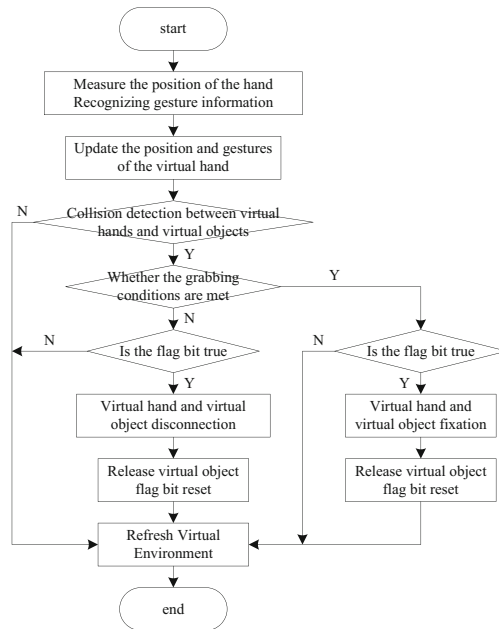 start
Measure the position of the hand
Recognizing gesture information
Update the position and gestures
of the virtual hand
N
Collision detection between virtual
hands and virtual objects
Y
Whether the grabbing
conditions are met
Y
N
N
Is the flag bit true
N
Is the flag bit true
Y
Y
Virtual hand and virtual
object disconnection
Virtual hand and
virtual object fixation
Release virtual object
flag bit reset
Release virtual object
flag bit reset
Refresh Virtual
Environment
end